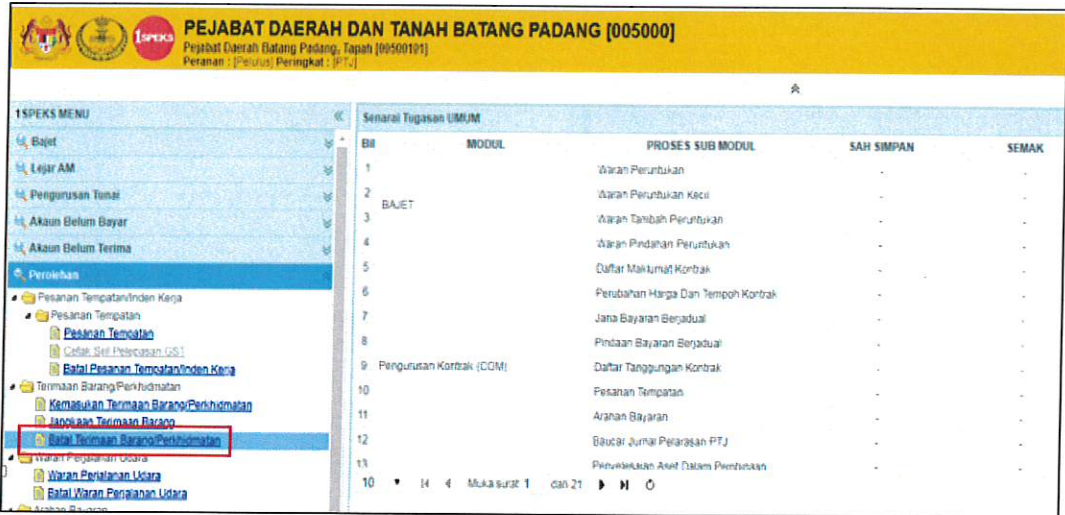 1SPEKS
PEJABAT DAERAH DAN TANAH BATANG PADANG [005000]
Pejabat Daerah Batang Padang, Tapah [00500101]
Peranan : [Pelulus] Peringkat : [PTJ]
1SPEKS MENU
Bajet
Lejar AM
Pengurusan Tunai
Akaun Belum Bayar
Akaun Belum Terima
Perolehan
Pesanan Tempatan/Inden Kerja
Pesanan Tempatan
Pesanan Tempatan
Cetak Sijil Pelepasan GST
Batal Pesanan Tempatan/Inden Kerja
Terimaan Barang/Perkhidmatan
Kemasukan Terimaan Barang/Perkhidmatan
Jangkaan Terimaan Barang
Batal Terimaan Barang/Perkhidmatan
Waran Perjalanan Udara
Waran Perjalanan Udara
Batal Waran Perjalanan Udara
Arahan Bayaran
Senarai Tugasan UMUM
Bil MODUL PROSES SUB MODUL SAH SIMPAN SEMAK
1 Waran Peruntukan - -
2 Waran Peruntukan Kecil - -
BAJET
3 Waran Tambah Peruntukan - -
4 Waran Pindahan Peruntukan - -
5 Daftar Maklumat Kontrak - -
6 Perubahan Harga Dan Tempoh Kontrak - -
7 Jana Bayaran Berjadual - -
8 Pindaan Bayaran Berjadual - -
9 Pengurusan Kontrak (COM) Daftar Tanggungan Kontrak - -
10 Pesanan Tempatan - -
11 Arahan Bayaran - -
12 Baucar Jurnal Pelarasan PTJ - -
13 Penyelesaian Aset Dalam Pembinaan - -
10 Muka surat 1 dari 21